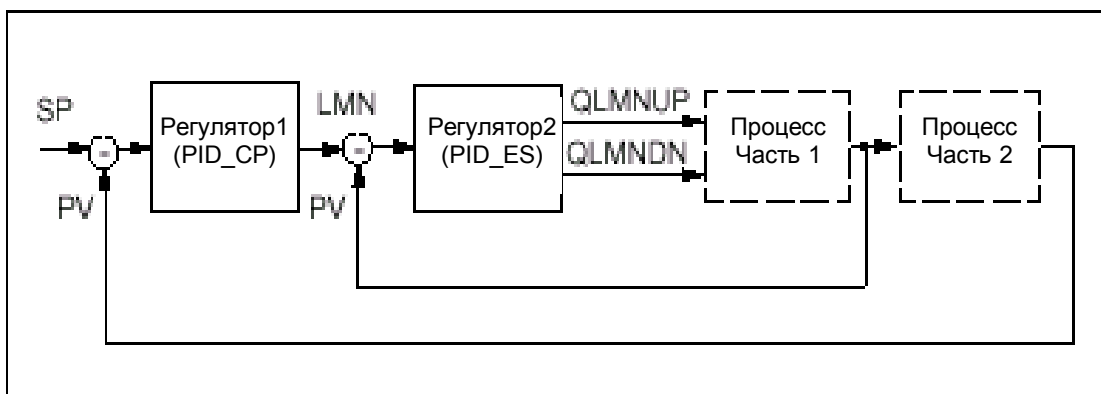 SP
-
PV
Регулятор1
(PID_CP)
LMN
-
PV
Регулятор2
(PID_ES)
QLMNUP
QLMNDN
Процесс
Часть 1
Процесс
Часть 2